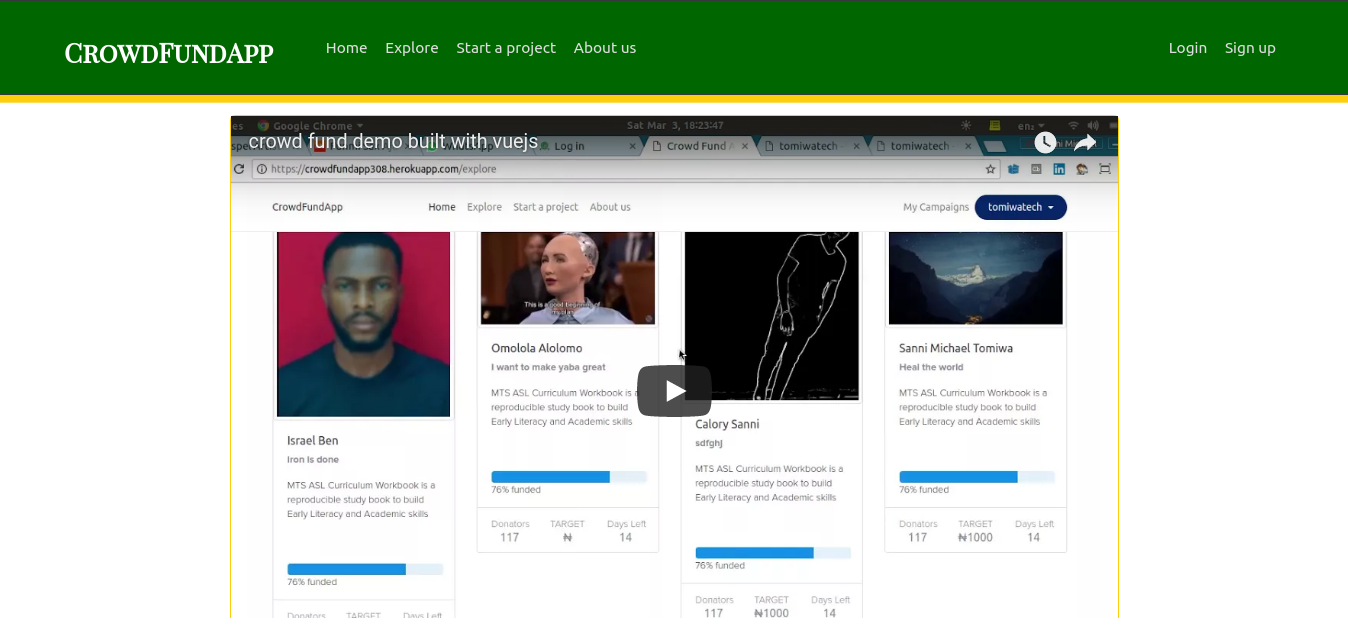 CROWDFUNDAPP
Home Explore Start a project About us
Login Sign up
Google Chrome
Sat Mar 3, 18:23:47
en₂
crowd fund demo built with vuejs
Log in
Crowd Fund A
tomiwatech
tomiwatech
https://crowdfundapp308.herokuapp.com/explore
CrowdFundApp
Home Explore Start a project About us
My Campaigns
tomiwatech
Israel Ben
Iron Is done
MTS ASL Curriculum Workbook is a
reproducible study book to build
Early Literacy and Academic skills
76% funded
Donators TARGET Days Left
This is a good beginning of
Omolola Alolomo
I want to make yaba great
MTS ASL Curriculum Workbook is a
reproducible study book to build
Early Literacy and Academic skills
76% funded
Donators TARGET Days Left
117 ₦ 14
Calory Sanni
sdfghj
MTS ASL Curriculum Workbook is a
reproducible study book to build
Early Literacy and Academic skills
76% funded
Donators TARGET Days Left
117 ₦1000 14
Sanni Michael Tomiwa
Heal the world
MTS ASL Curriculum Workbook is a
reproducible study book to build
Early Literacy and Academic skills
76% funded
Donators TARGET Days Left
117 ₦1000 14